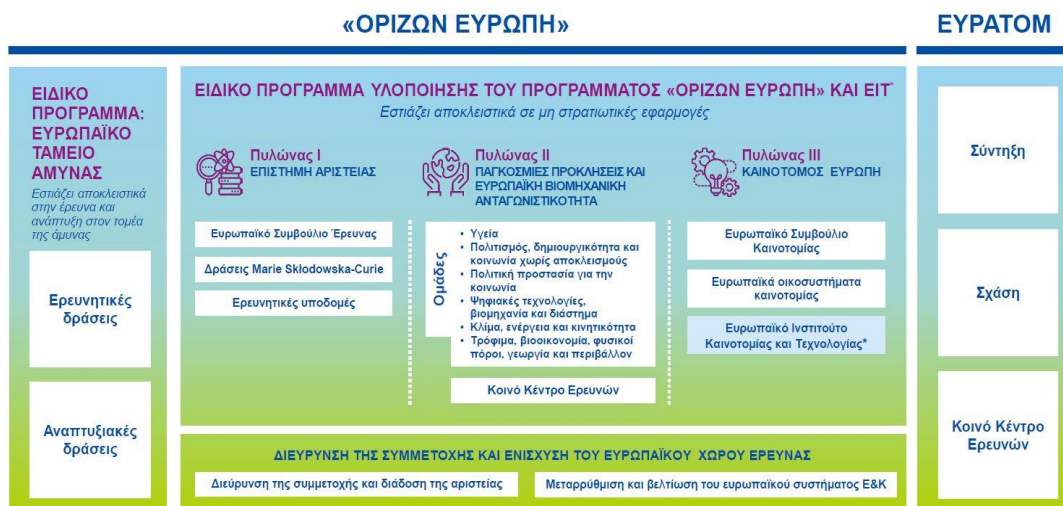 «ΟΡΙΖΩΝ ΕΥΡΩΠΗ»
ΕΥΡΑΤΟΜ
ΕΙΔΙΚΟ
ΠΡΟΓΡΑΜΜΑ:
ΕΥΡΩΠΑΪΚΟ
ΤΑΜΕΙΟ
ΑΜΥΝΑΣ
Εστιάζει αποκλειστικά
στην έρευνα και
ανάπτυξη στον τομέα
της άμυνας
Ερευνητικές
δράσεις
Αναπτυξιακές
δράσεις
ΕΙΔΙΚΟ ΠΡΟΓΡΑΜΜΑ ΥΛΟΠΟΙΗΣΗΣ ΤΟΥ ΠΡΟΓΡΑΜΜΑΤΟΣ «ΟΡΙΖΩΝ ΕΥΡΩΠΗ» ΚΑΙ ΕΙΤ*
Εστιάζει αποκλειστικά σε μη στρατιωτικές εφαρμογές
Πυλώνας I
ΕΠΙΣΤΗΜΗ ΑΡΙΣΤΕΙΑΣ
Ευρωπαϊκό Συμβούλιο Έρευνας
Δράσεις Marie Skłodowska-Curie
Ερευνητικές υποδομές
Πυλώνας II
ΠΑΓΚΟΣΜΙΕΣ ΠΡΟΚΛΗΣΕΙΣ ΚΑΙ
ΕΥΡΩΠΑΪΚΗ ΒΙΟΜΗΧΑΝΙΚΗ
ΑΝΤΑΓΩΝΙΣΤΙΚΟΤΗΤΑ
Ομάδες
• Υγεία
• Πολιτισμός, δημιουργικότητα και
κοινωνία χωρίς αποκλεισμούς
• Πολιτική προστασία για την
κοινωνία
• Ψηφιακές τεχνολογίες,
βιομηχανία και διάστημα
• Κλίμα, ενέργεια και κινητικότητα
• Τρόφιμα, βιοοικονομία, φυσικοί
πόροι, γεωργία και περιβάλλον
Κοινό Κέντρο Ερευνών
Πυλώνας III
ΚΑΙΝΟΤΟΜΟΣ ΕΥΡΩΠΗ
Ευρωπαϊκό Συμβούλιο
Καινοτομίας
Ευρωπαϊκά οικοσυστήματα
καινοτομίας
Ευρωπαϊκό Ινστιτούτο
Καινοτομίας και Τεχνολογίας*
ΔΙΕΥΡΥΝΣΗ ΤΗΣ ΣΥΜΜΕΤΟΧΗΣ ΚΑΙ ΕΝΙΣΧΥΣΗ ΤΟΥ ΕΥΡΩΠΑΪΚΟΥ ΧΩΡΟΥ ΕΡΕΥΝΑΣ
Διεύρυνση της συμμετοχής και διάδοση της αριστείας
Μεταρρύθμιση και βελτίωση του ευρωπαϊκού συστήματος Ε&Κ
Σύντηξη
Σχάση
Κοινό Κέντρο
Ερευνών